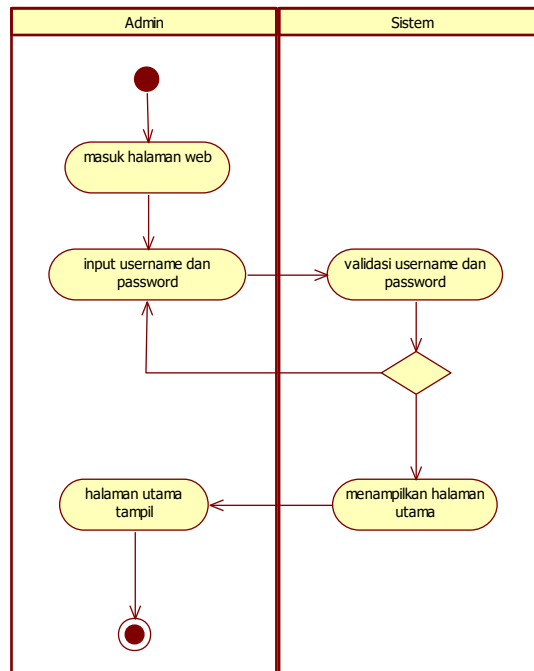 Admin
Sistem
masuk halaman web
input username dan
password
validasi username dan
password
halaman utama
tampil
menampilkan halaman
utama